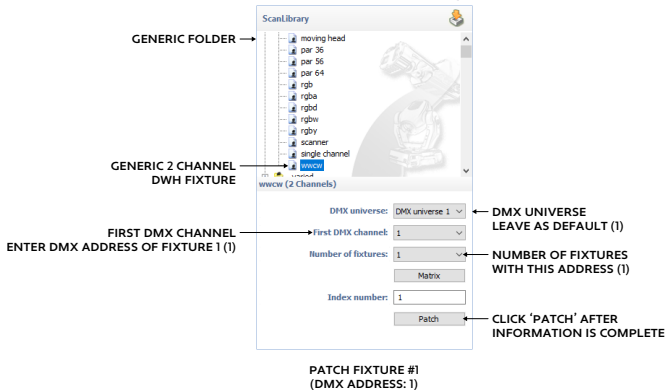 ScanLibrary
GENERIC FOLDER
moving head
par 36
par 56
par 64
rgb
rgba
rgbd
rgbw
rgby
scanner
single channel
wwcw
varied
GENERIC 2 CHANNEL
DWH FIXTURE
wwcw (2 Channels)
DMX universe: DMX universe 1
DMX UNIVERSE
LEAVE AS DEFAULT (1)
FIRST DMX CHANNEL
ENTER DMX ADDRESS OF FIXTURE 1 (1)
First DMX channel: 1
Number of fixtures: 1
NUMBER OF FIXTURES
WITH THIS ADDRESS (1)
Matrix
Index number: 1
Patch
CLICK ‘PATCH’ AFTER
INFORMATION IS COMPLETE
PATCH FIXTURE #1
(DMX ADDRESS: 1)